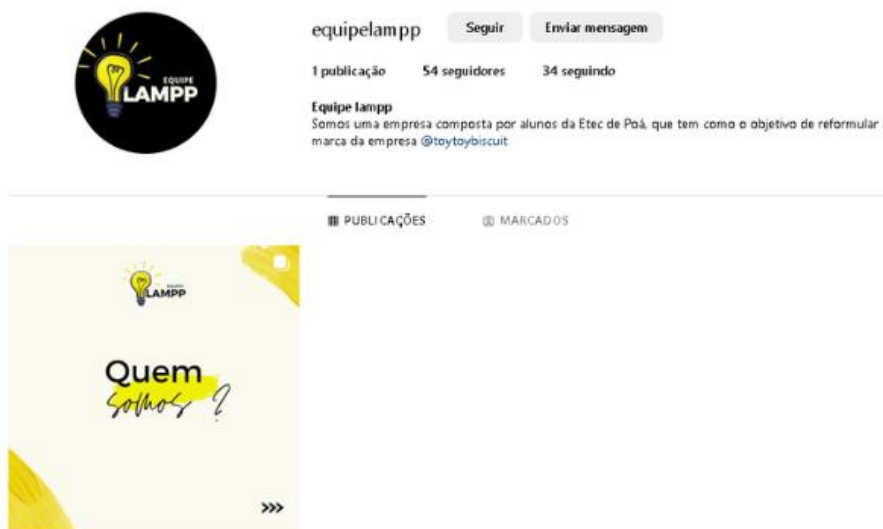 EQUIPE
LAMPP
equipelampp Seguir Enviar mensagem
1 publicação 54 seguidores 34 seguindo
Equipe lampp
Somos uma empresa composta por alunos da Etec de Poá, que tem como o objetivo de reformular
marca da empresa @toytoybiscuit
PUBLICAÇÕES MARCADOS
EQUIPE
LAMPP
Quem
somos ?
>>>